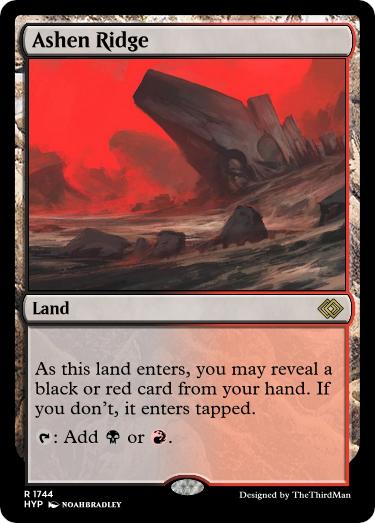 Ashen Ridge
Land
As this land enters, you may reveal a
black or red card from your hand. If
you don't, it enters tapped.
: Add or .
R 1744
HYP NOAHBRADLEY
Designed by TheThirdMan